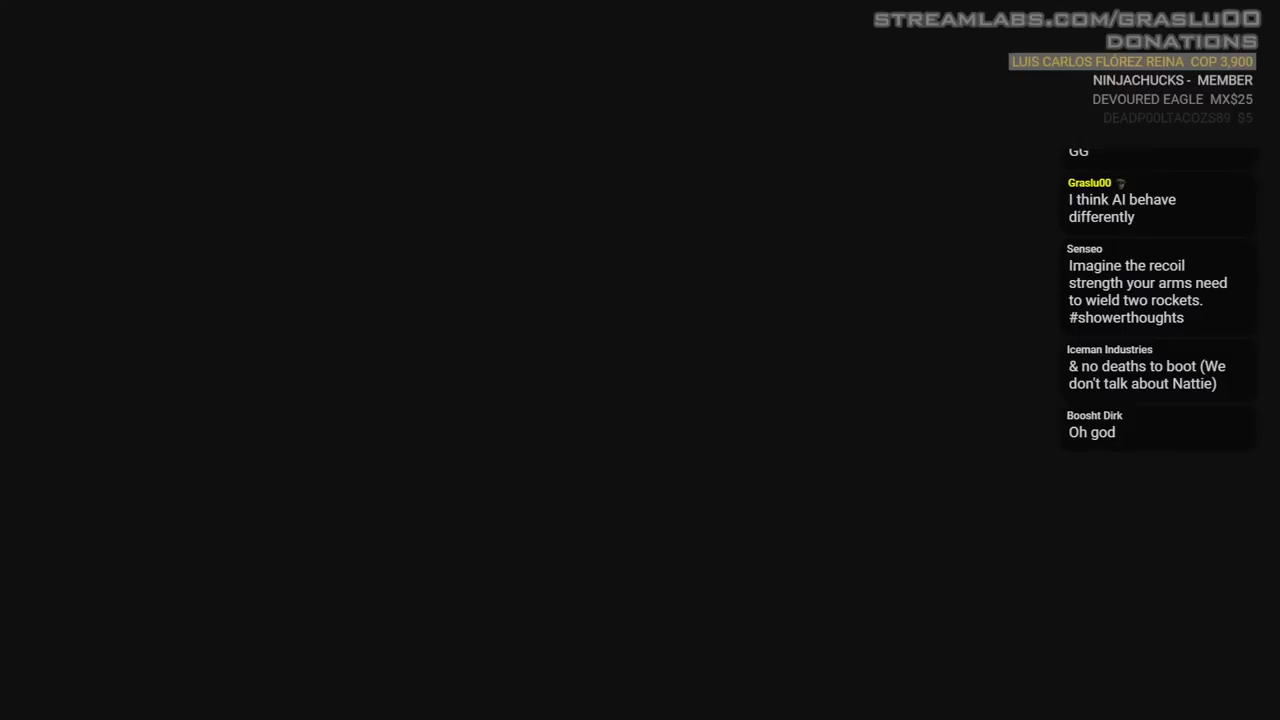 STREAMLABS.COM/GRASLU00
DONATIONS
LUIS CARLOS FLÓREZ REINA COP 3,900
NINJACHUCKS - MEMBER
DEVOURED EAGLE MX$25
DEADP00LTACOZS89 $5
GG
Graslu00
I think AI behave
differently
Senseo
Imagine the recoil
strength your arms need
to wield two rockets.
#showerthoughts
Iceman Industries
& no deaths to boot (We
don't talk about Nattie)
Boosht Dirk
Oh god